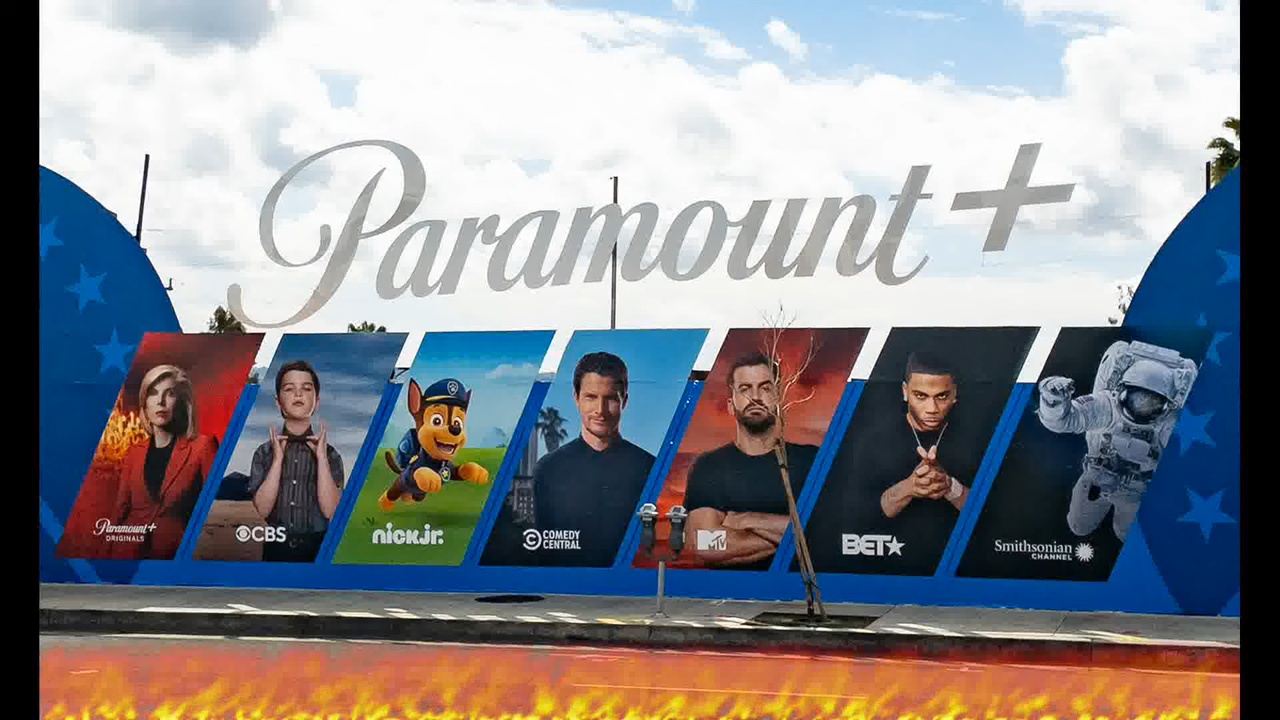 Paramount+
Paramount+
ORIGINALS
CBS
nick jr.
COMEDY
CENTRAL
MTV
BET★
Smithsonian
CHANNEL